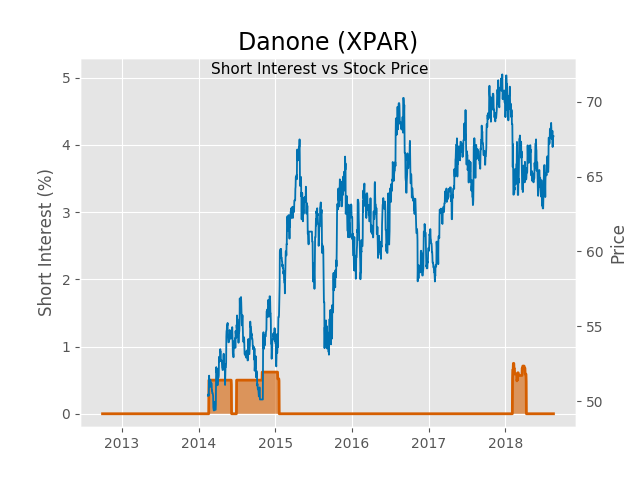 Danone (XPAR)
Short Interest vs Stock Price
Short Interest (%)
5
4
3
2
1
0
70
65
60
55
50
Price
2013 2014 2015 2016 2017 2018